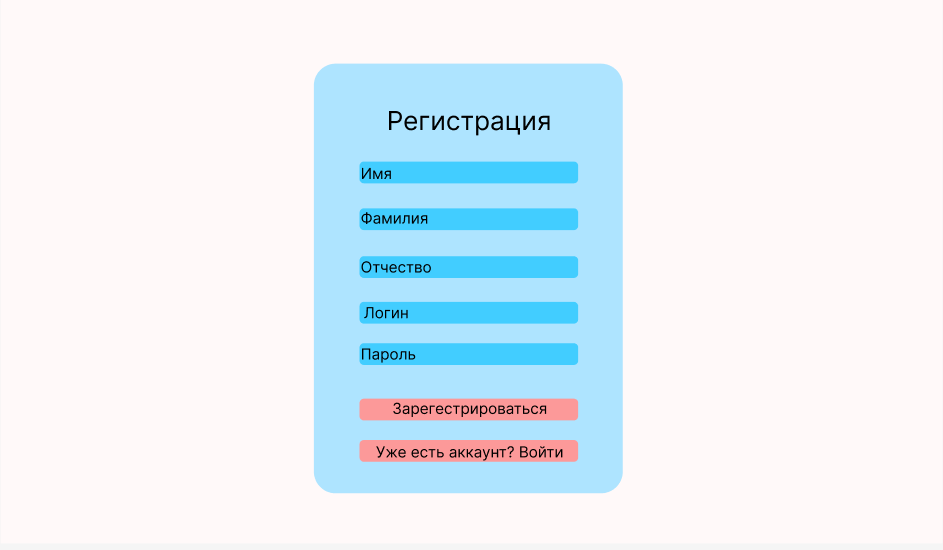 Регистрация
Имя
Фамилия
Отчество
Логин
Пароль
Зарегестрироваться
Уже есть аккаунт? Войти